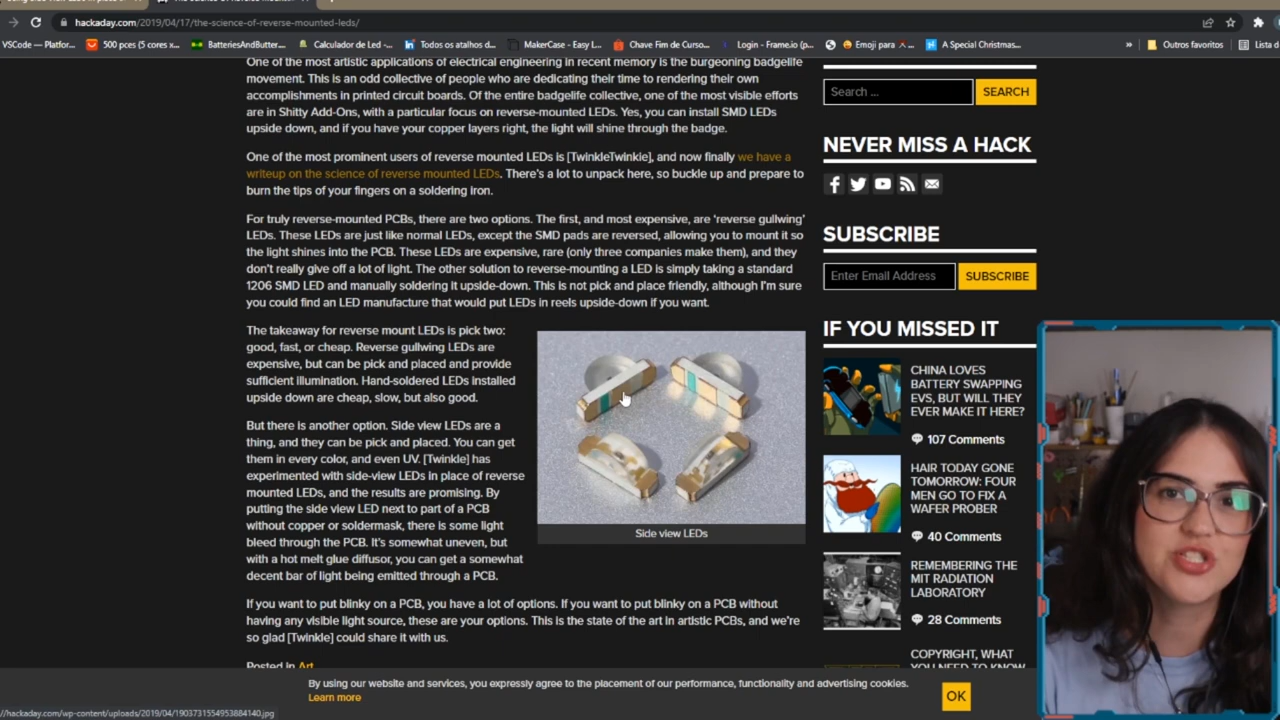 hackaday.com/2019/04/17/the-science-of-reverse-mounted-leds/
VSCode — Platfor... 500 pces (5 cores x... BatteriesAndButter... Calculador de Led -... Todos os atalhos d... MakerCase - Easy L... Chave Fim de Curso... Login - Frame.io (p... Emoji para A Special Christmas... » Outros favoritos Lista d
One of the most artistic applications of electrical engineering in recent memory is the burgeoning badgelife
movement. This is an odd collective of people who are dedicating their time to rendering their own
accomplishments in printed circuit boards. Of the entire badgelife collective, one of the most visible efforts
are in Shitty Add-Ons, with a particular focus on reverse-mounted LEDs. Yes, you can install SMD LEDs
upside down, and if you have your copper layers right, the light will shine through the badge.
One of the most prominent users of reverse mounted LEDs is [TwinkleTwinkie], and now finally we have a
writeup on the science of reverse mounted LEDs. There's a lot to unpack here, so buckle up and prepare to
burn the tips of your fingers on a soldering iron.
For truly reverse-mounted PCBs, there are two options. The first, and most expensive, are 'reverse gullwing'
LEDs. These LEDs are just like normal LEDs, except the SMD pads are reversed, allowing you to mount it so
the light shines into the PCB. These LEDs are expensive, rare (only three companies make them), and they
don't really give off a lot of light. The other solution to reverse-mounting a LED is simply taking a standard
1206 SMD LED and manually soldering it upside-down. This is not pick and place friendly, although I'm sure
you could find an LED manufacture that would put LEDs in reels upside-down if you want.
The takeaway for reverse mount LEDs is pick two:
good, fast, or cheap. Reverse gullwing LEDs are
expensive, but can be pick and placed and provide
sufficient illumination. Hand-soldered LEDs installed
upside down are cheap, slow, but also good.
But there is another option. Side view LEDs are a
thing, and they can be pick and placed. You can get
them in every color, and even UV. [Twinkle] has
experimented with side-view LEDs in place of reverse
mounted LEDs, and the results are promising. By
putting the side view LED next to part of a PCB
without copper or soldermask, there is some light
bleed through the PCB. It's somewhat uneven, but
with a hot melt glue diffusor, you can get a somewhat
decent bar of light being emitted through a PCB.
Side view LEDs
If you want to put blinky on a PCB, you have a lot of options. If you want to put blinky on a PCB without
having any visible light source, these are your options. This is the state of the art in artistic PCBs, and we're
so glad [Twinkle] could share it with us.
Posted in Art
Search ... SEARCH
NEVER MISS A HACK
SUBSCRIBE
Enter Email Address SUBSCRIBE
IF YOU MISSED IT
CHINA LOVES
BATTERY SWAPPING
EVS, BUT WILL THEY
EVER MAKE IT HERE?
107 Comments
HAIR TODAY GONE
TOMORROW: FOUR
MEN GO TO FIX A
WAFER PROBER
40 Comments
REMEMBERING THE
MIT RADIATION
LABORATORY
28 Comments
COPYRIGHT, WHAT
YOU NEED TO KNOW
By using our website and services, you expressly agree to the placement of our performance, functionality and advertising cookies.
Learn more
OK
//hackaday.com/wp-content/uploads/2019/04/1903731554953884140.jpg